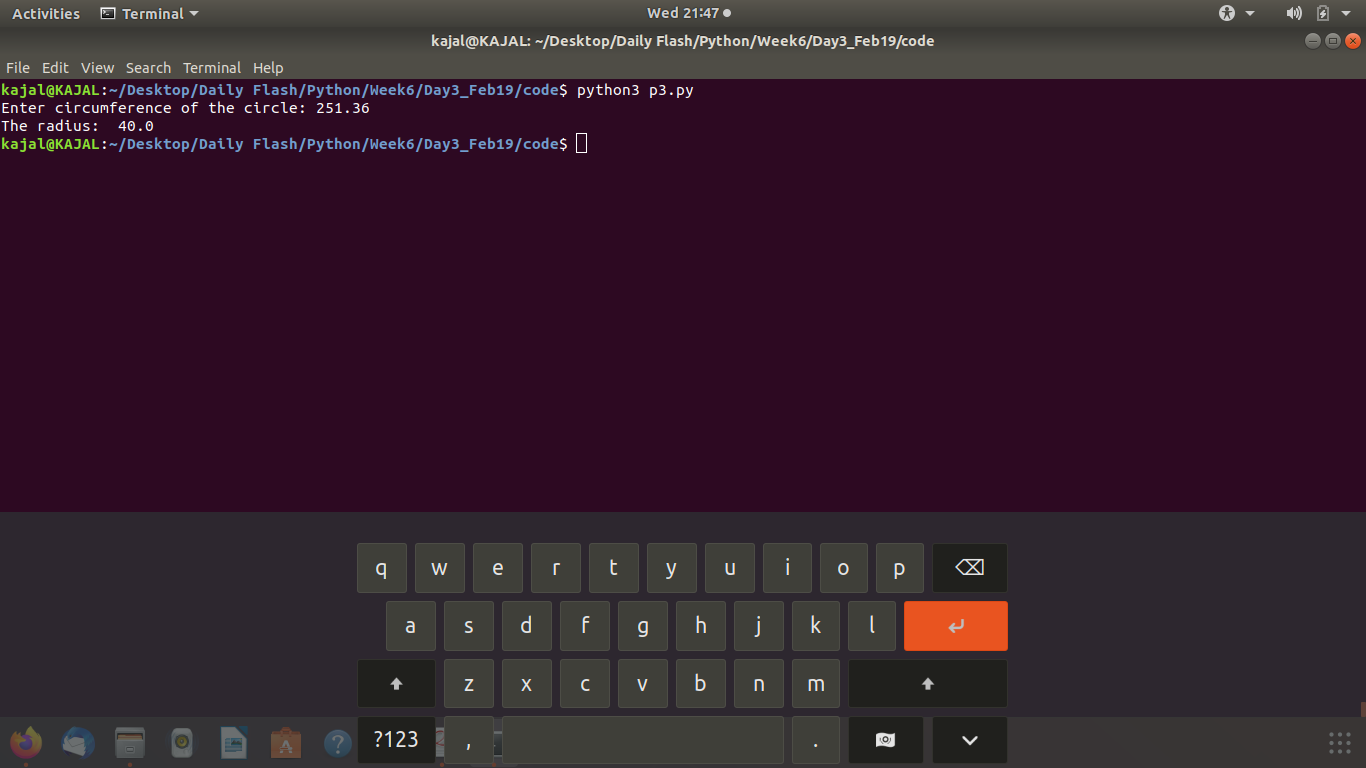 Activities Terminal Wed 21:47
kajal@KAJAL: ~/Desktop/Daily Flash/Python/Week6/Day3_Feb19/code
File Edit View Search Terminal Help
kajal@KAJAL:~/Desktop/Daily Flash/Python/Week6/Day3_Feb19/code$ python3 p3.py
Enter circumference of the circle: 251.36
The radius:  40.0
kajal@KAJAL:~/Desktop/Daily Flash/Python/Week6/Day3_Feb19/code$
q w e r t y u i o p
a s d f g h j k l
z x c v b n m
?123 , .